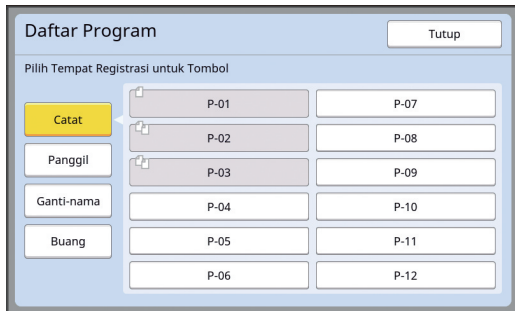 Daftar Program
Tutup
Pilih Tempat Registrasi untuk Tombol
Catat
Panggil
Ganti-nama
Buang
P-01
P-02
P-03
P-04
P-05
P-06
P-07
P-08
P-09
P-10
P-11
P-12